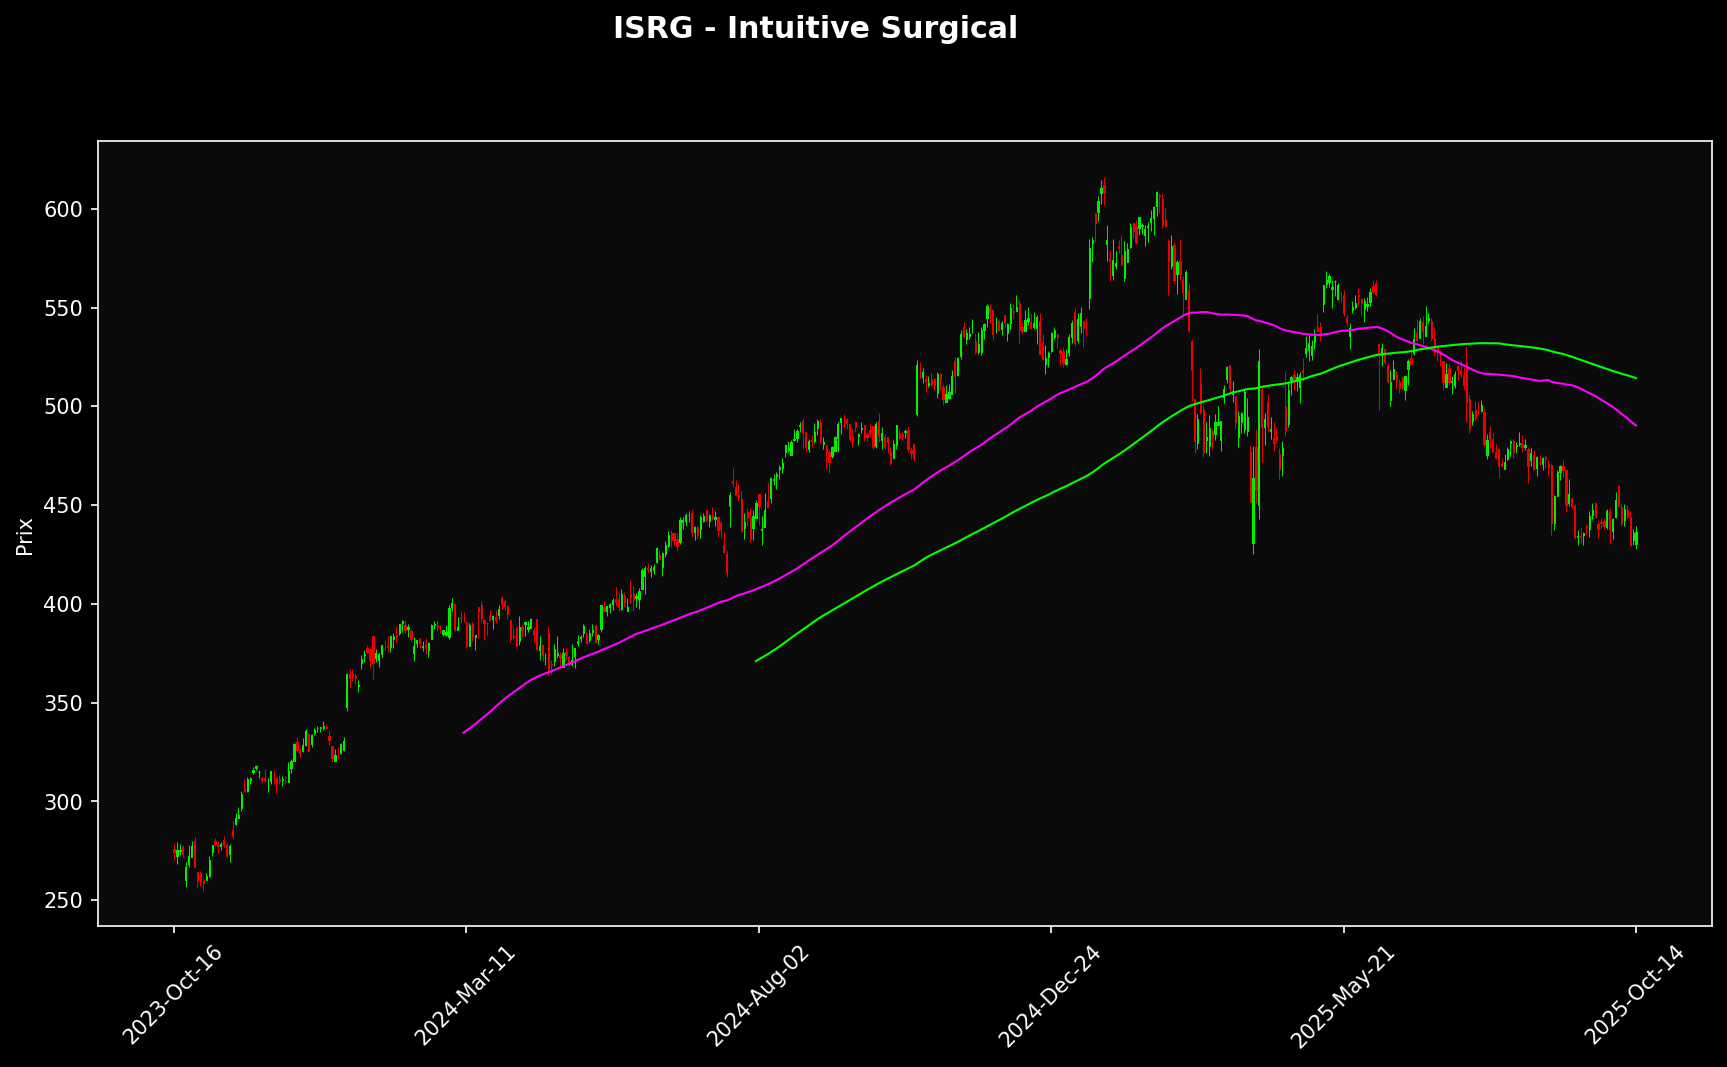 ISRG - Intuitive Surgical
Prix
600
550
500
450
400
350
300
250
2023-Oct-16
2024-Mar-11
2024-Aug-02
2024-Dec-24
2025-May-21
2025-Oct-14